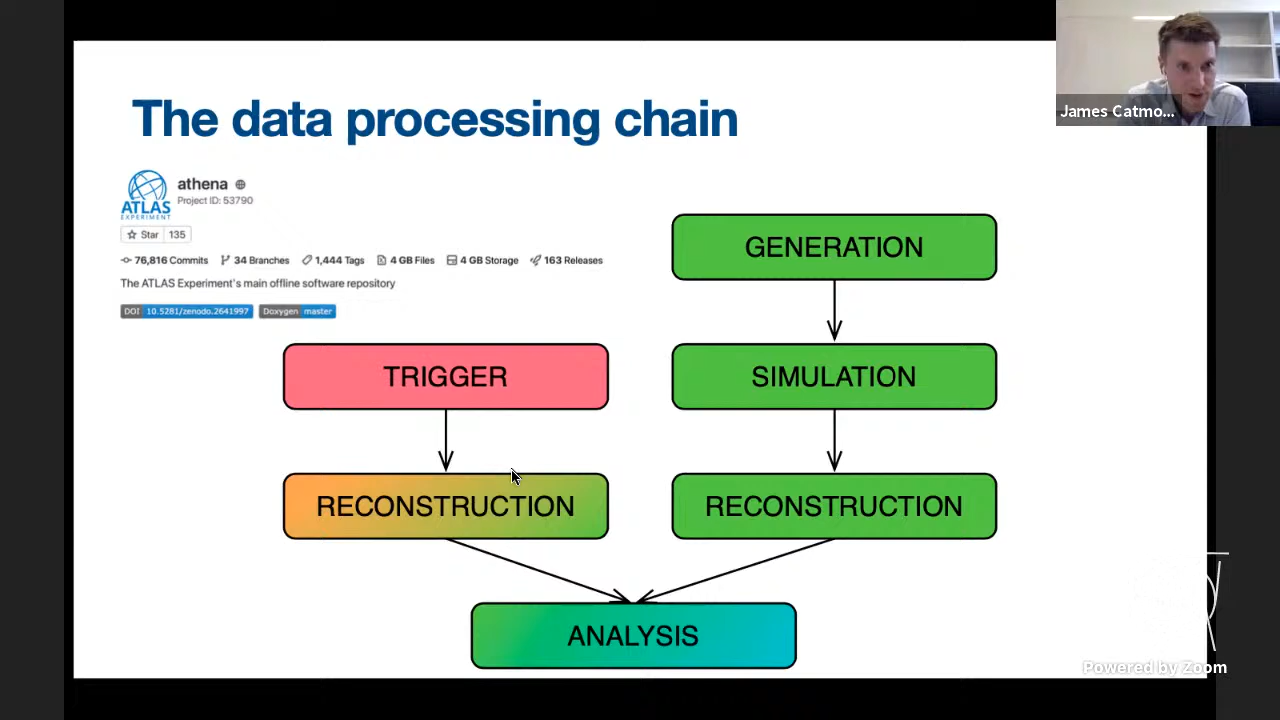 The data processing chain
James Catmo...
athena
Project ID: 53790
ATLAS
EXPERIMENT
Star 135
76,816 Commits 34 Branches 1,444 Tags 4 GB Files 4 GB Storage 163 Releases
The ATLAS Experiment's main offline software repository
DOI 10.5281/zenodo.2641997 Doxygen master
GENERATION
TRIGGER SIMULATION
RECONSTRUCTION RECONSTRUCTION
ANALYSIS
Powered by Zoom